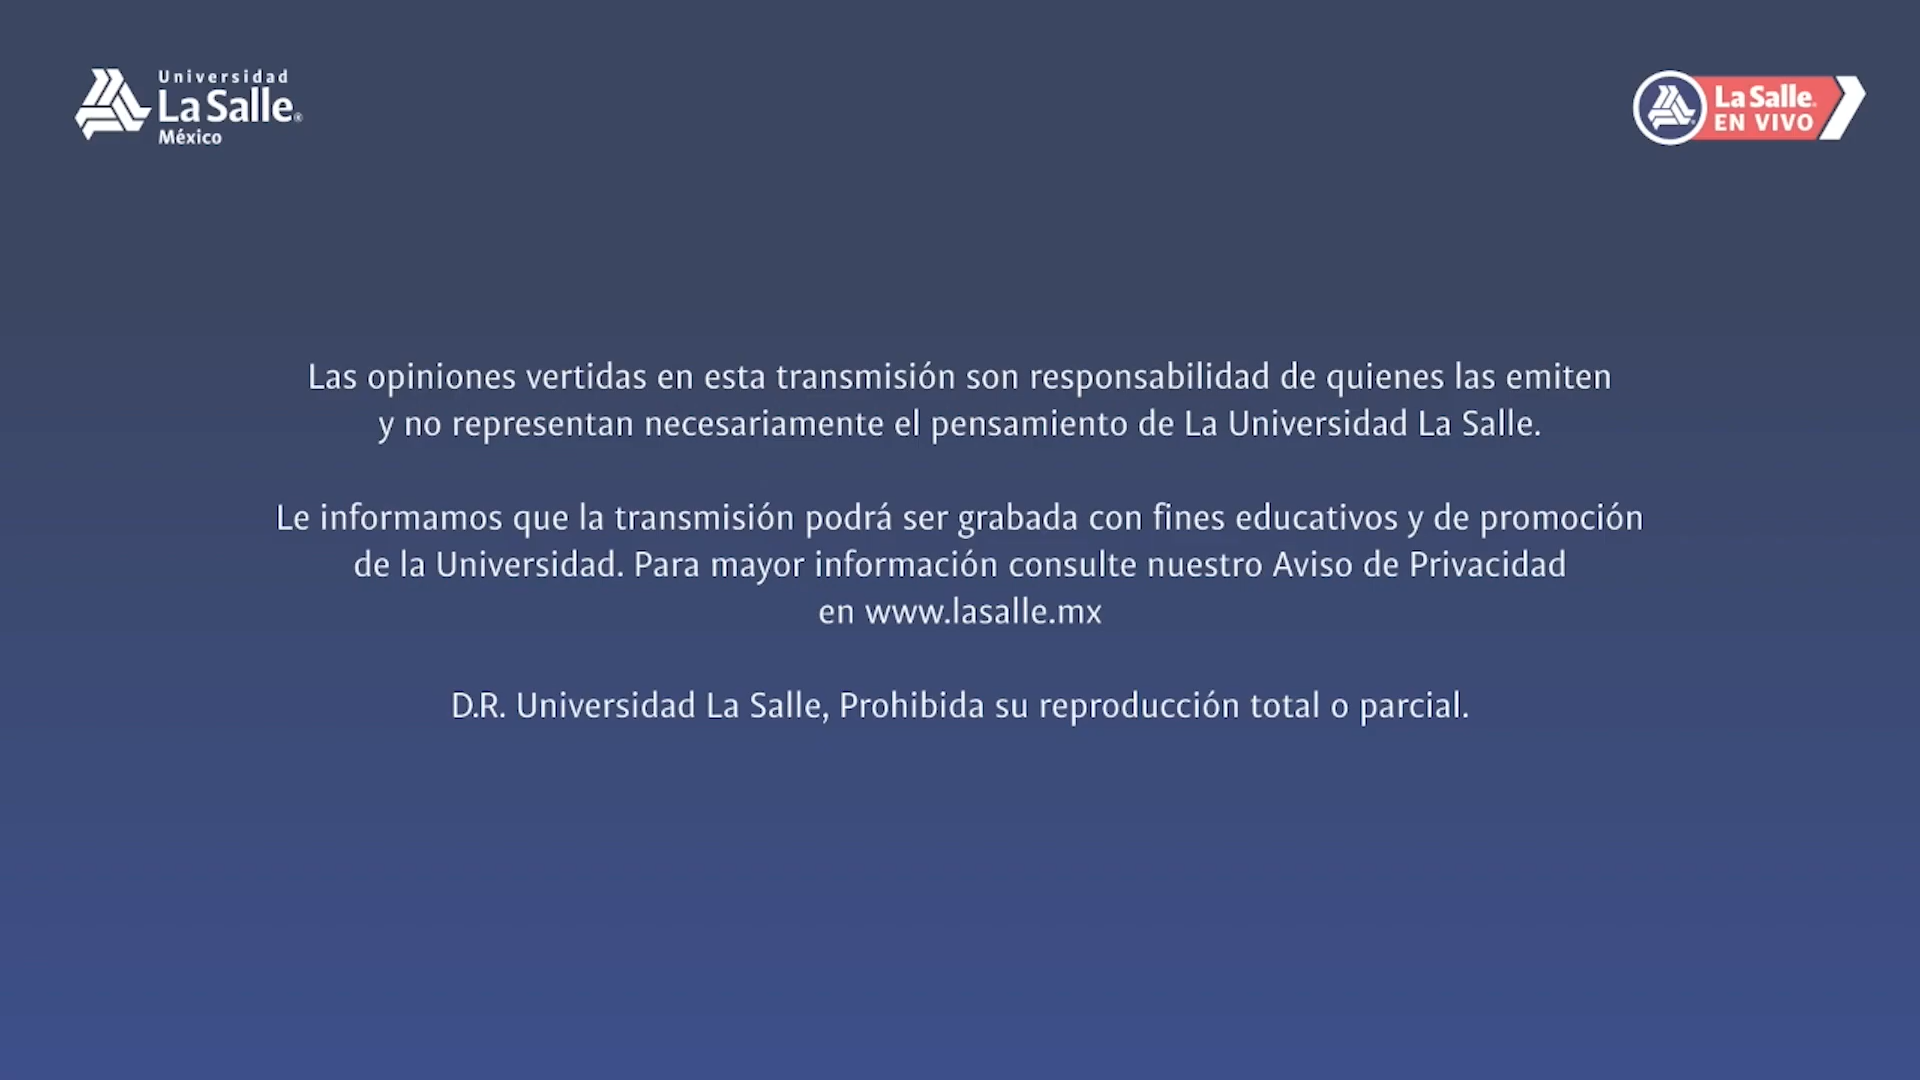 Universidad
La Salle®
México
La Salle®
EN VIVO
Las opiniones vertidas en esta transmisión son responsabilidad de quienes las emiten
y no representan necesariamente el pensamiento de La Universidad La Salle.
Le informamos que la transmisión podrá ser grabada con fines educativos y de promoción
de la Universidad. Para mayor información consulte nuestro Aviso de Privacidad
en www.lasalle.mx
D.R. Universidad La Salle, Prohibida su reproducción total o parcial.